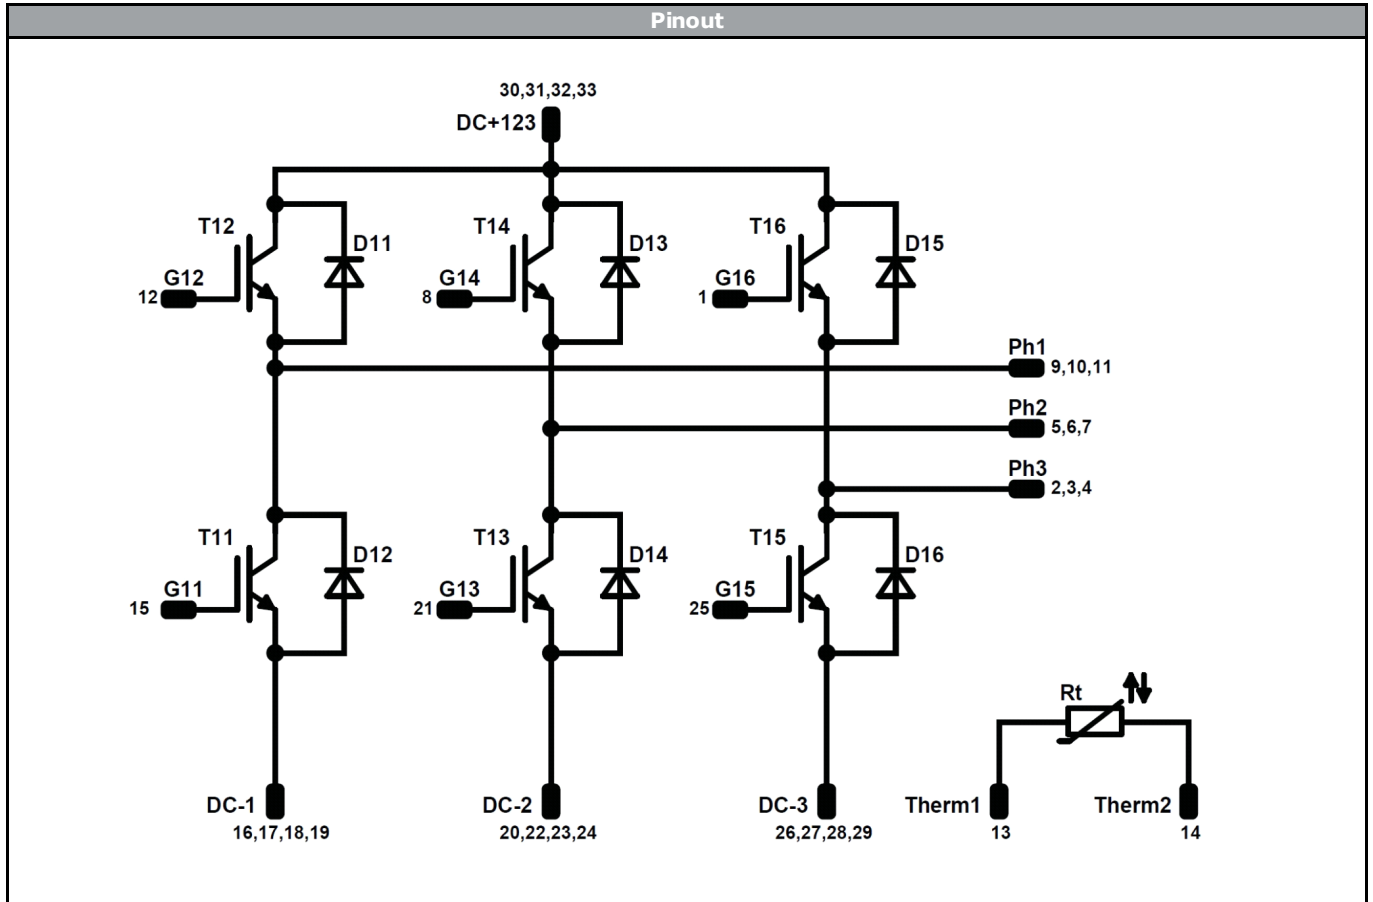 Pinout
30,31,32,33
DC+123
T12
D11
T14
D13
T16
D15
G12
12
G14
8
G16
1
Ph1
9,10,11
Ph2
5,6,7
Ph3
2,3,4
T11
D12
T13
D14
T15
D16
G11
15
G13
21
G15
25
Rt
DC-1
16,17,18,19
DC-2
20,22,23,24
DC-3
26,27,28,29
Therm1
13
Therm2
14